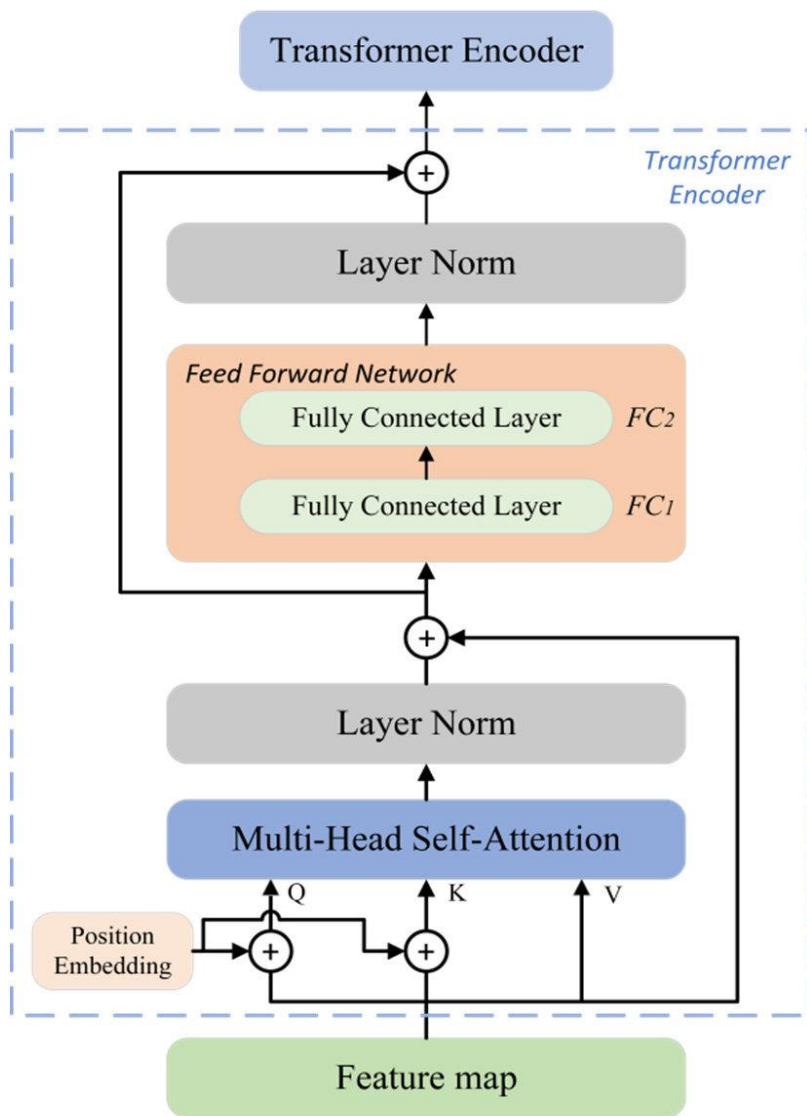 Transformer Encoder
Transformer
Encoder
+
Layer Norm
Feed Forward Network
Fully Connected Layer FC₂
Fully Connected Layer FC₁
+
Layer Norm
Multi-Head Self-Attention
Q K V
Position
Embedding
+ +
Feature map